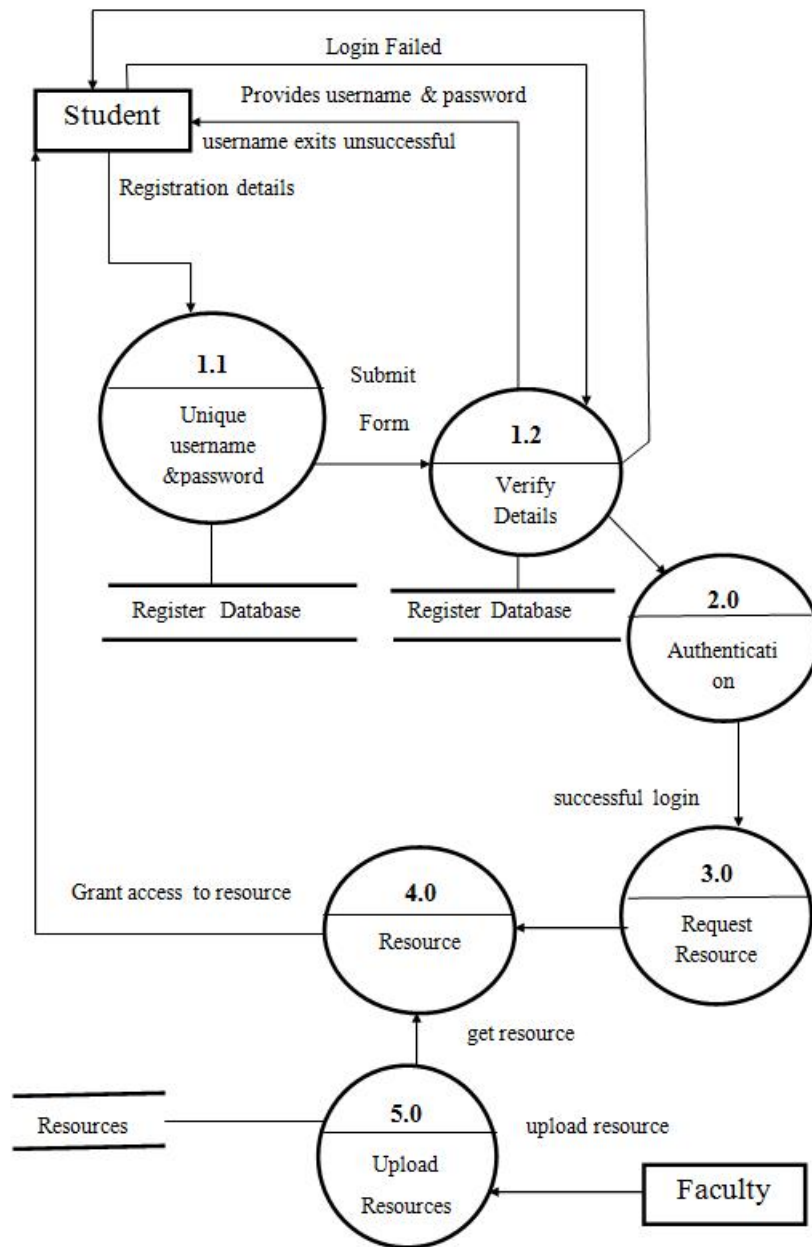 Login Failed
Provides username & password
Student
username exits unsuccessful
Registration details
1.1
Unique
username
&password
Submit
Form
1.2
Verify
Details
Register Database
Register Database
2.0
Authenticati
on
successful login
3.0
Request
Resource
Grant access to resource
4.0
Resource
get resource
Resources
5.0
Upload
Resources
upload resource
Faculty